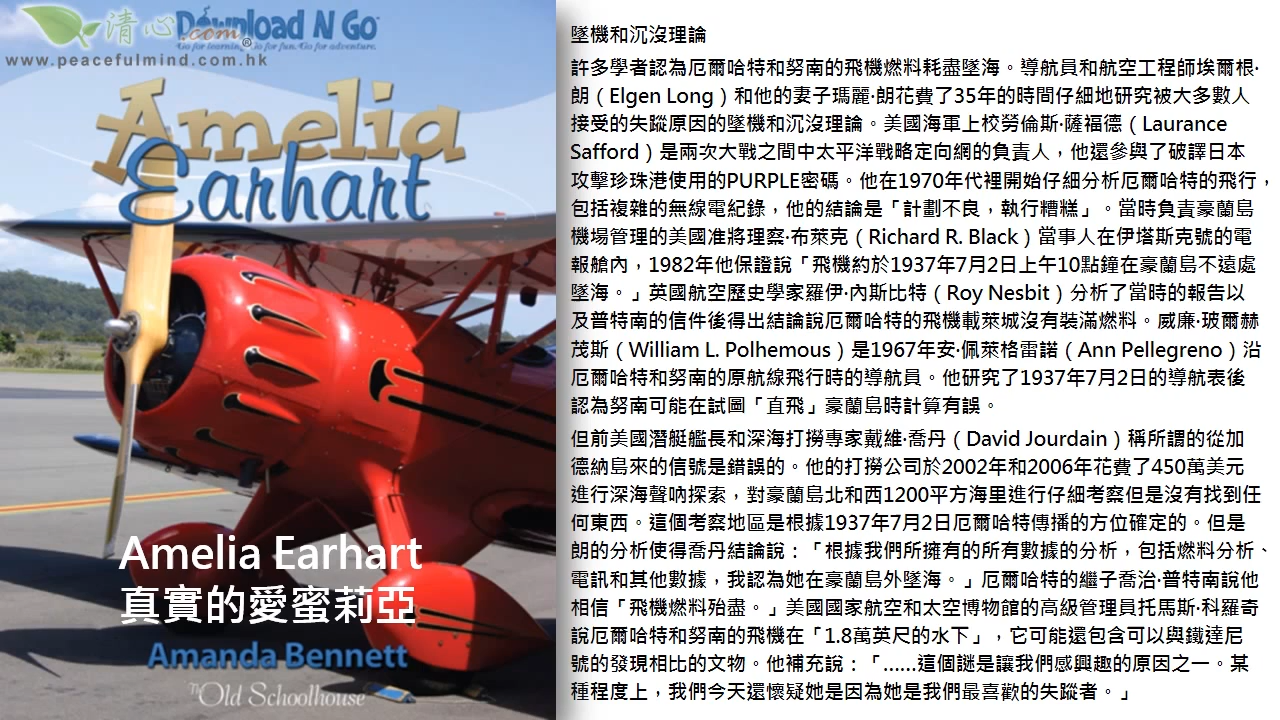 清心
.com
Download N Go®
Go for learning. Go for fun. Go for adventure.
www.peacefulmind.com.hk
Amelia
Earhart
Amelia Earhart
真實的愛蜜莉亞
Amanda Bennett
The Old Schoolhouse
墜機和沉沒理論
許多學者認為厄爾哈特和努南的飛機燃料耗盡墜海。導航員和航空工程師埃爾根·
朗（Elgen Long）和他的妻子瑪麗·朗花費了35年的時間仔細地研究被大多數人
接受的失蹤原因的墜機和沉沒理論。美國海軍上校勞倫斯·薩福德（Laurance
Safford）是兩次大戰之間中太平洋戰略定向網的負責人，他還參與了破譯日本
攻擊珍珠港使用的PURPLE密碼。他在1970年代裡開始仔細分析厄爾哈特的飛行，
包括複雜的無線電紀錄，他的結論是「計劃不良，執行糟糕」。當時負責豪蘭島
機場管理的美國准將理察·布萊克（Richard R. Black）當事人在伊塔斯克號的電
報艙內，1982年他保證說「飛機約於1937年7月2日上午10點鐘在豪蘭島不遠處
墜海。」英國航空歷史學家羅伊·內斯比特（Roy Nesbit）分析了當時的報告以
及普特南的信件後得出結論說厄爾哈特的飛機載萊城沒有裝滿燃料。威廉·玻爾赫
茂斯（William L. Polhemous）是1967年安·佩萊格雷諾（Ann Pellegreno）沿
厄爾哈特和努南的原航線飛行時的導航員。他研究了1937年7月2日的導航表後
認為努南可能在試圖「直飛」豪蘭島時計算有誤。
但前美國潛艇艦長和深海打撈專家戴維·喬丹（David Jourdain）稱所謂的從加
德納島來的信號是錯誤的。他的打撈公司於2002年和2006年花費了450萬美元
進行深海聲吶探索，對豪蘭島北和西1200平方海里進行仔細考察但是沒有找到任
何東西。這個考察地區是根據1937年7月2日厄爾哈特傳播的方位確定的。但是
朗的分析使得喬丹結論說：「根據我們所擁有的所有數據的分析，包括燃料分析、
電訊和其他數據，我認為她在豪蘭島外墜海。」厄爾哈特的繼子喬治·普特南說他
相信「飛機燃料殆盡。」美國國家航空和太空博物館的高級管理員托馬斯·科羅奇
說厄爾哈特和努南的飛機在「1.8萬英尺的水下」，它可能還包含可以與鐵達尼
號的發現相比的文物。他補充說：「……這個謎是讓我們感興趣的原因之一。某
種程度上，我們今天還懷疑她是因為她是我們最喜歡的失蹤者。」